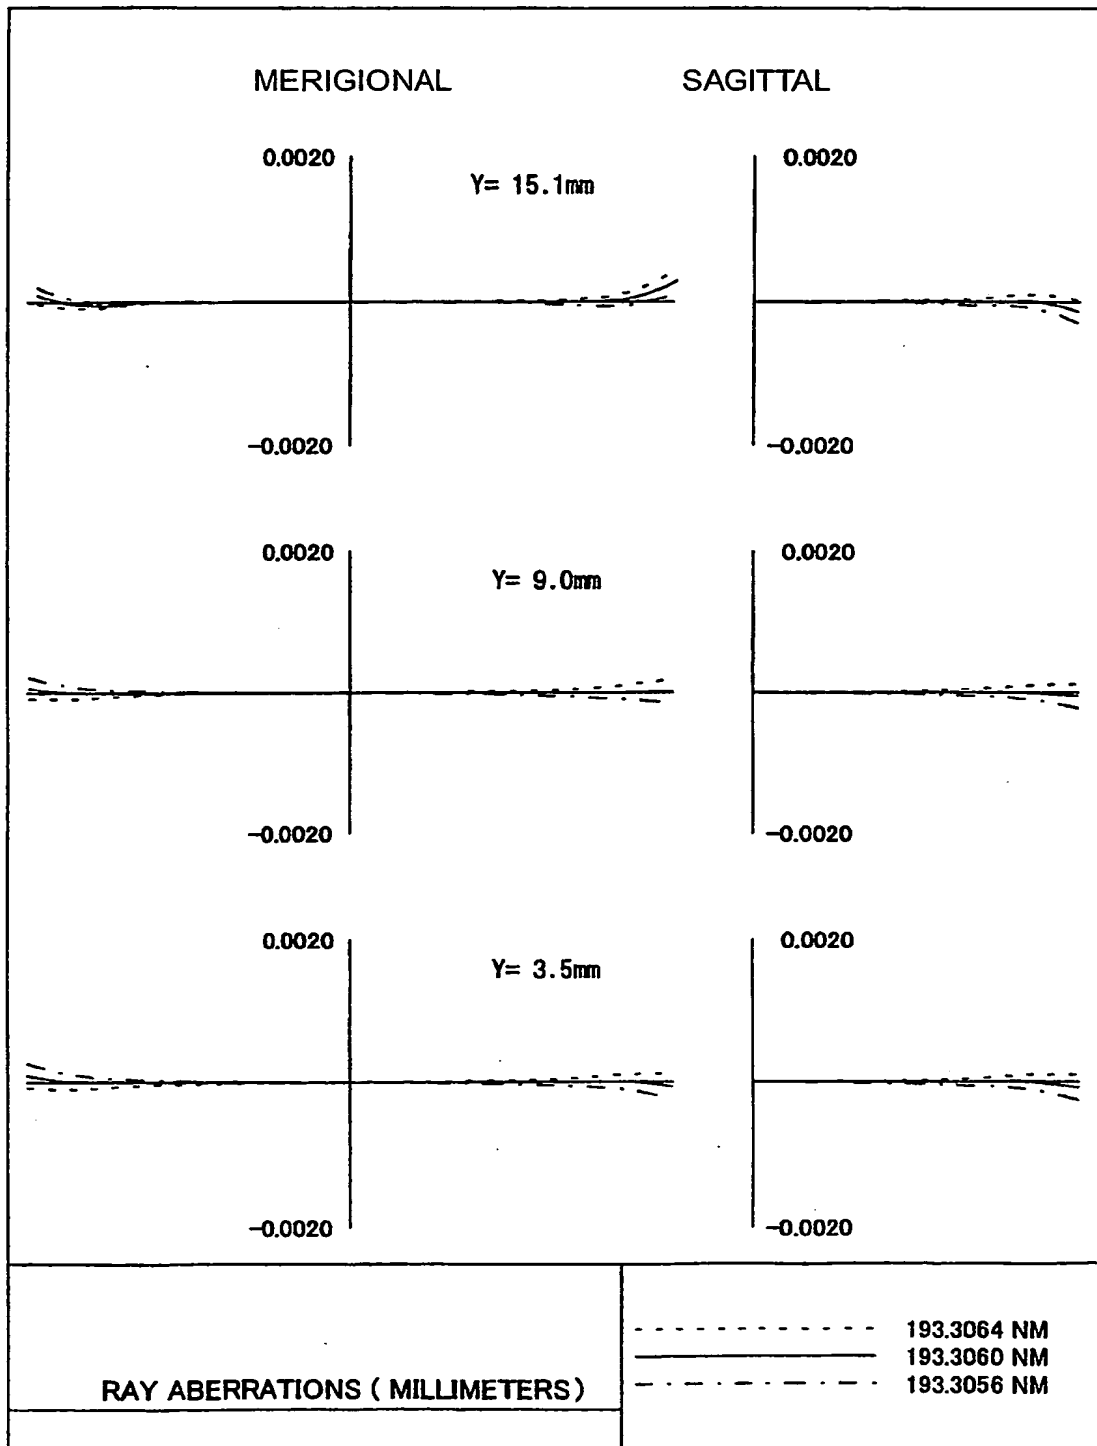 MERIGIONAL SAGITTAL
0.0020 0.0020
Y= 15.1mm
-0.0020 -0.0020
0.0020 0.0020
Y= 9.0mm
-0.0020 -0.0020
0.0020 0.0020
Y= 3.5mm
-0.0020 -0.0020
193.3064 NM
193.3060 NM
193.3056 NM
RAY ABERRATIONS ( MILLIMETERS )